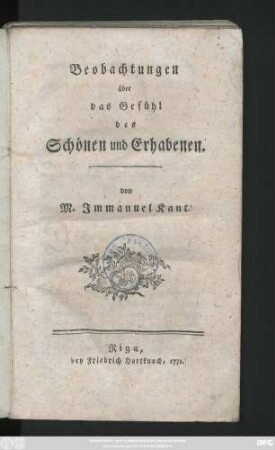 Beobachtungen
über
das Gefühl
des
Schönen und Erhabenen.
von
M. Immanuel Kant.
Riga,
bey Friedrich Hartknoch, 1771.